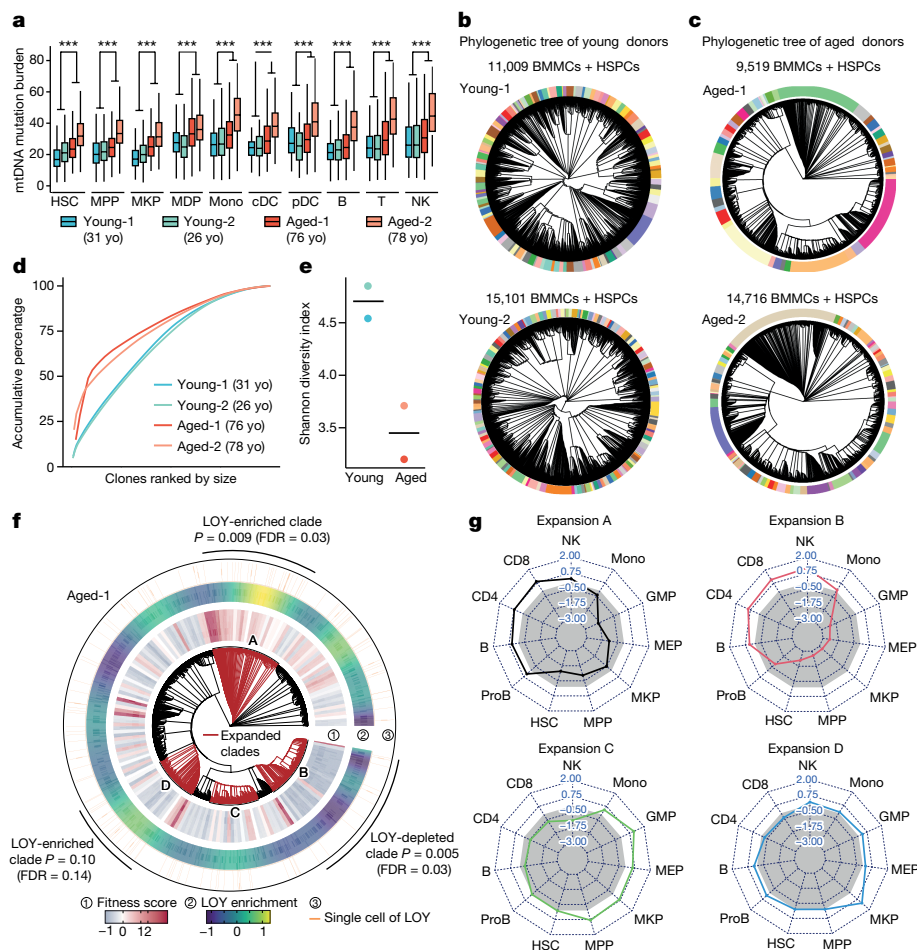 a
mtDNA mutation burden
80
60
40
20
0
*** *** *** *** *** *** *** *** *** ***
HSC MPP MKP MDP Mono cDC pDC B T NK
Young-1 (31 yo)
Young-2 (26 yo)
Aged-1 (76 yo)
Aged-2 (78 yo)
b
Phylogenetic tree of young donors
11,009 BMMCs + HSPCs
Young-1
15,101 BMMCs + HSPCs
Young-2
c
Phylogenetic tree of aged donors
9,519 BMMCs + HSPCs
Aged-1
14,716 BMMCs + HSPCs
Aged-2
d
Accumulative percenatge
100
75
50
25
0
Young-1 (31 yo)
Young-2 (26 yo)
Aged-1 (76 yo)
Aged-2 (78 yo)
Clones ranked by size
e
Shannon diversity index
4.5
3.5
Young Aged
f
LOY-enriched clade
P = 0.009 (FDR = 0.03)
Aged-1
A
Expanded
clades
1 2 3
B
D
C
LOY-enriched
clade P = 0.10
(FDR = 0.14)
LOY-depleted
clade P = 0.005
(FDR = 0.03)
1 Fitness score
−1 0 12
2 LOY enrichment
−1 0 1
3
Single cell of LOY
g
Expansion A
NK
Mono
GMP
MEP
MKP
MPP
HSC
ProB
B
CD4
CD8
2.00
0.75
−0.50
−1.75
−3.00
Expansion B
NK
Mono
GMP
MEP
MKP
MPP
HSC
ProB
B
CD4
CD8
2.00
0.75
−0.50
−1.75
−3.00
Expansion C
NK
Mono
GMP
MEP
MKP
MPP
HSC
ProB
B
CD4
CD8
2.00
0.75
−0.50
−1.75
−3.00
Expansion D
NK
Mono
GMP
MEP
MKP
MPP
HSC
ProB
B
CD4
CD8
2.00
0.75
−0.50
−1.75
−3.00